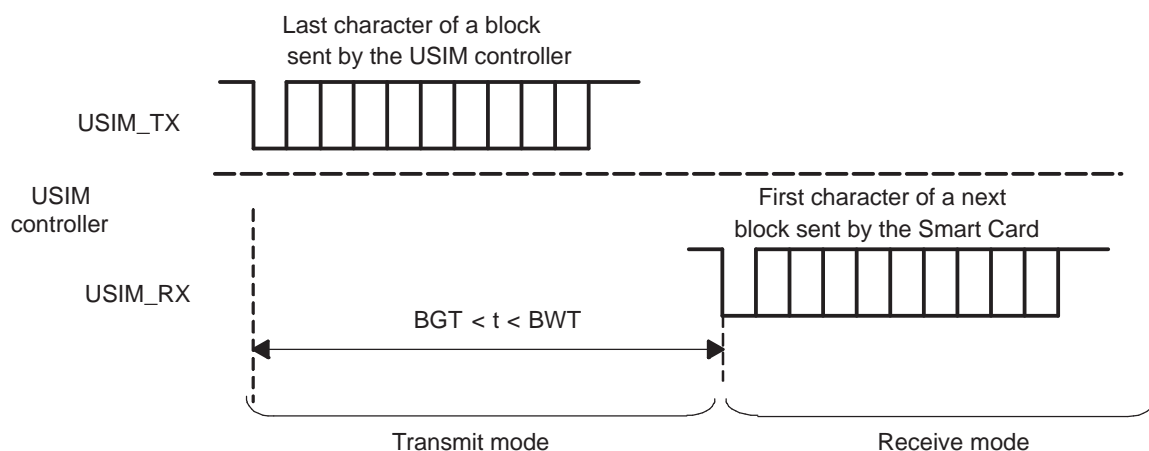 Last character of a block
sent by the USIM controller
USIM_TX
USIM
controller
First character of a next
block sent by the Smart Card
USIM_RX
BGT < t < BWT
Transmit mode
Receive mode